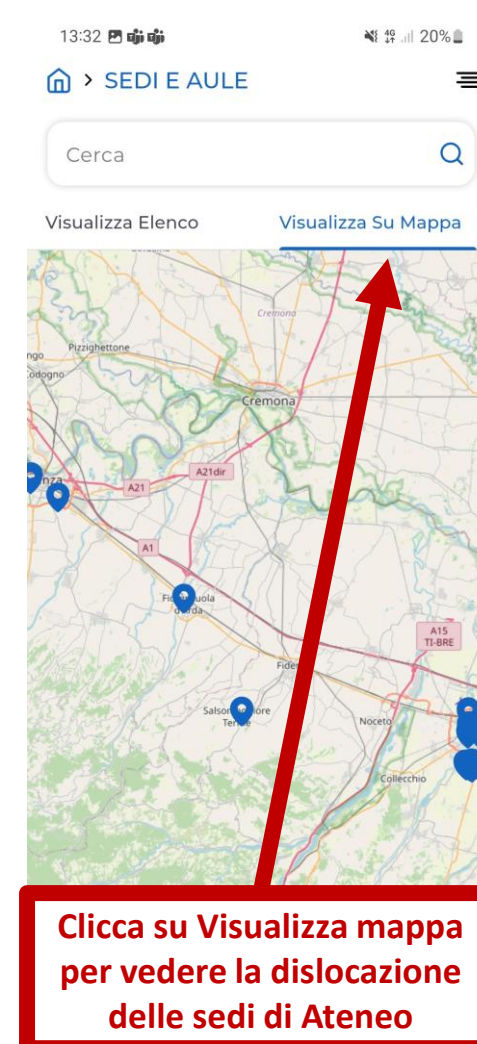 13:32 20%
> SEDI E AULE
Cerca
Visualizza Elenco Visualizza Su Mappa
Cremona
Pizzighettone
Cremona
A21dir
A21
A1
A15
TI-BRE
Noceto
Collecchio
Clicca su Visualizza mappa
per vedere la dislocazione
delle sedi di Ateneo